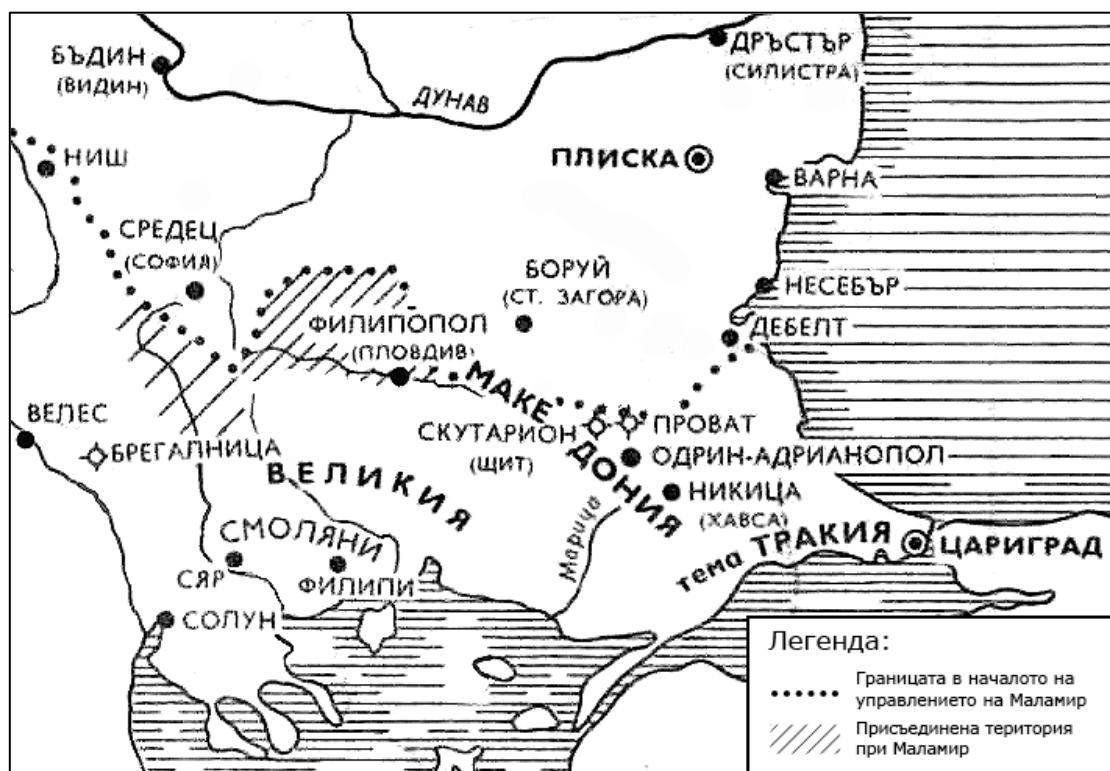 БЪДИН
(ВИДИН)
ДРЪСТЪР
(СИЛИСТРА)
ДУНАВ
НИШ
ПЛИСКА
ВАРНА
СРЕДЕЦ
(СОФИЯ)
БОРУЙ
(СТ. ЗАГОРА)
НЕСЕБЪР
ФИЛИПОПОЛ
(ПЛОВДИВ)
ДЕБЕЛТ
МАКЕ
ДОНИЯ
ВЕЛЕС
БРЕГАЛНИЦА
СКУТАРИОН
(ЩИТ)
ПРОВАТ
ОДРИН-АДРИАНОПОЛ
ВЕЛИКИЯ
НИКИЦА
(ХАВСА)
СМОЛЯНИ
Марица
тема ТРАКИЯ
ЦАРИГРАД
СЯР
ФИЛИПИ
СОЛУН
Легенда:
Границата в началото на
управлението на Маламир
Присъединена територия
при Маламир